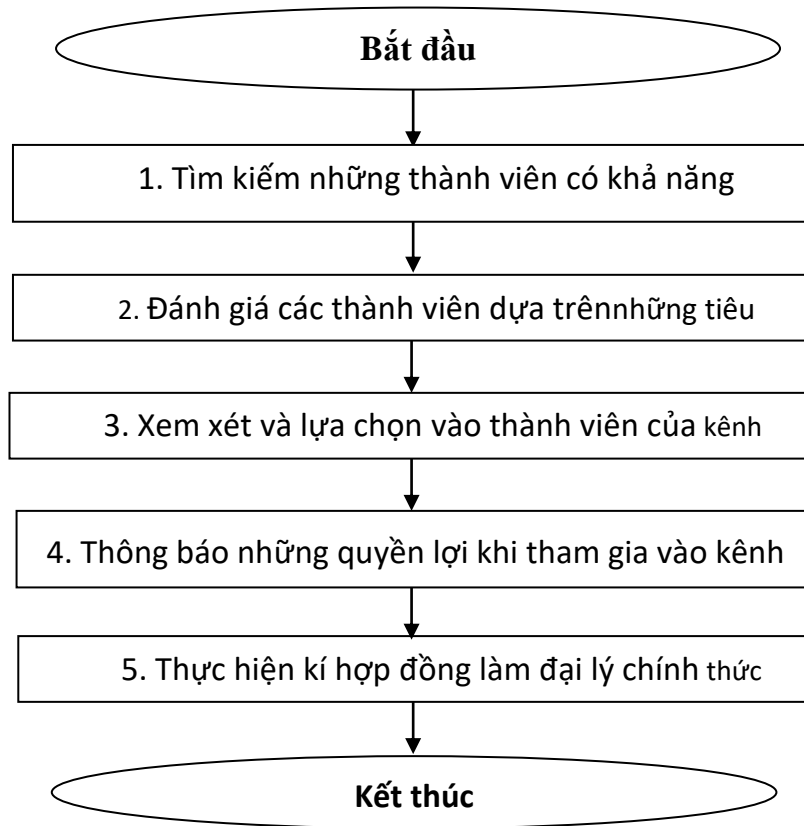 Bắt đầu
1. Tìm kiếm những thành viên có khả năng
2. Đánh giá các thành viên dựa trênnhững tiêu
3. Xem xét và lựa chọn vào thành viên của kênh
4. Thông báo những quyền lợi khi tham gia vào kênh
5. Thực hiện kí hợp đồng làm đại lý chính thức
Kết thúc